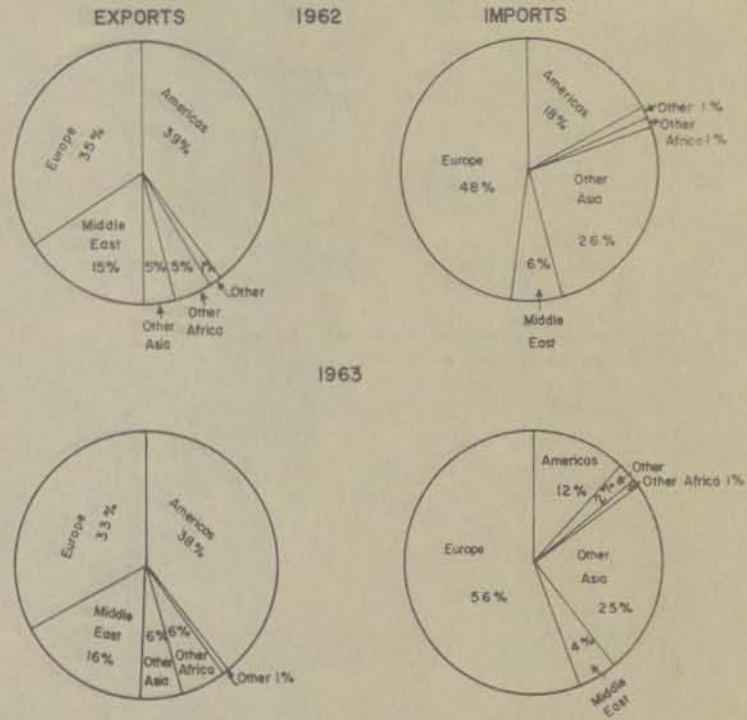 EXPORTS 1962 IMPORTS
Americas
39%
Europe
35%
Middle
East
15%
5%
5%
1%
Other
Other
Asia
Other
Africa
Americas
18%
Other 1%
Other
Africa 1%
Europe
48%
Other
Asia
26%
6%
Middle
East
1963
Americas
38%
Europe
33%
Middle
East
16%
6%
6%
Other
Asia
Other
Africa
Other 1%
Americas
12%
Other
2%
Other Africa 1%
Europe
56%
Other
Asia
25%
4%
Middle
East